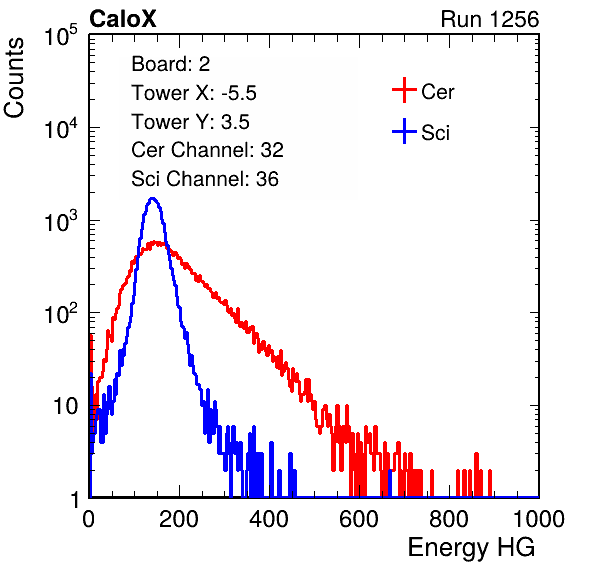 CaloX Run 1256
Counts
Board: 2
Tower X: -5.5
Tower Y: 3.5
Cer Channel: 32
Sci Channel: 36
Cer
Sci
10^5
10^4
10^3
10^2
10
1
0 200 400 600 800 1000
Energy HG